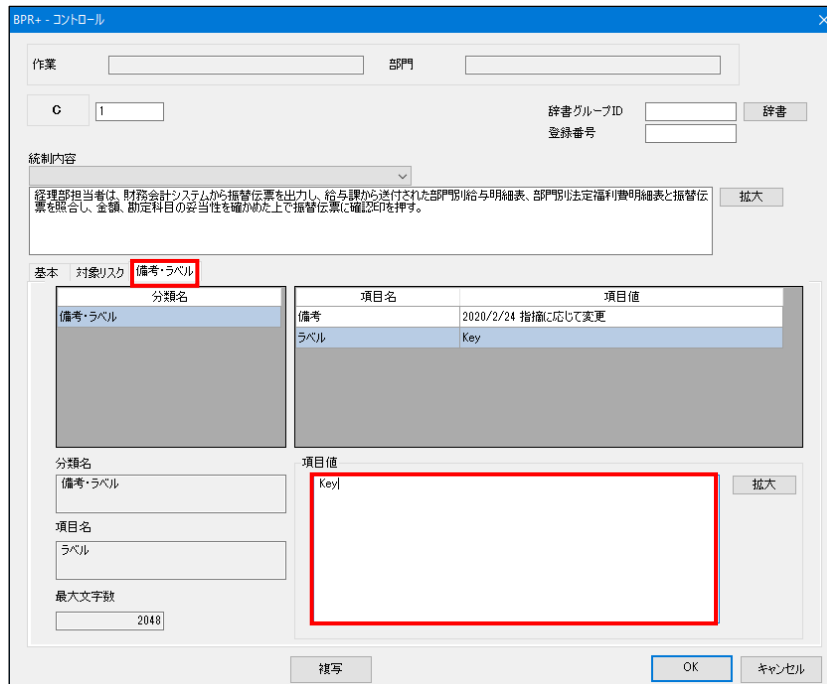 BPR+ - コントロール
作業 部門
C 1 辞書グループID 辞書
登録番号
統制内容
経理部担当者は、財務会計システムから振替伝票を出力し、給与課から送付された部門別給与明細表、部門別法定福利費明細表と振替伝
票を照合し、金額、勘定科目の妥当性を確かめた上で振替伝票に確認印を押す。
拡大
基本 対象リスク 備考・ラベル
分類名 項目名 項目値
備考・ラベル 備考 2020/2/24 指摘に応じて変更
ラベル Key
分類名 項目値
備考・ラベル Key 拡大
項目名
ラベル
最大文字数
2048
複写 OK キャンセル